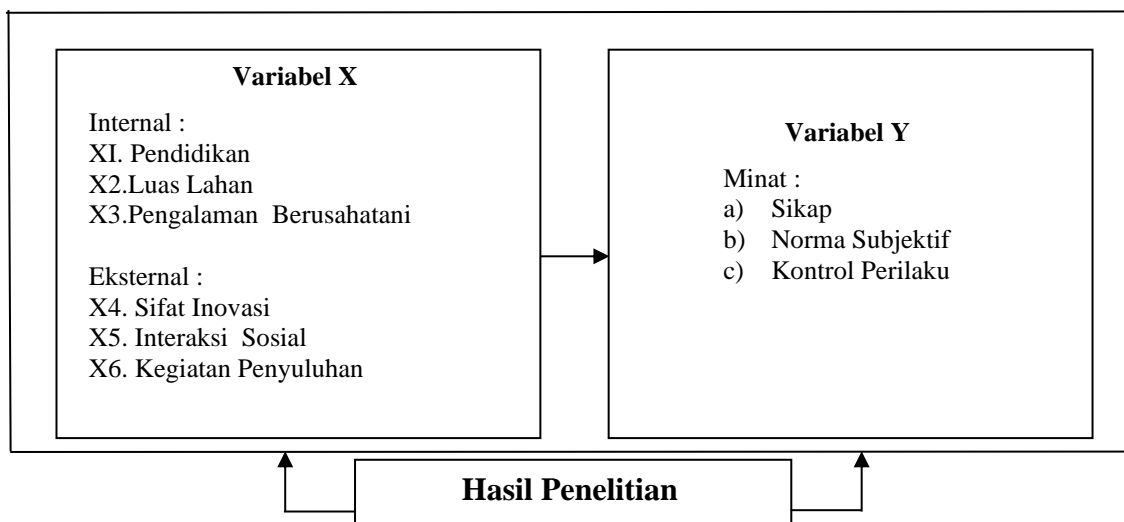 Variabel X
Internal :
XI. Pendidikan
X2.Luas Lahan
X3.Pengalaman Berusahatani
Eksternal :
X4. Sifat Inovasi
X5. Interaksi Sosial
X6. Kegiatan Penyuluhan
Variabel Y
Minat :
a) Sikap
b) Norma Subjektif
c) Kontrol Perilaku
Hasil Penelitian